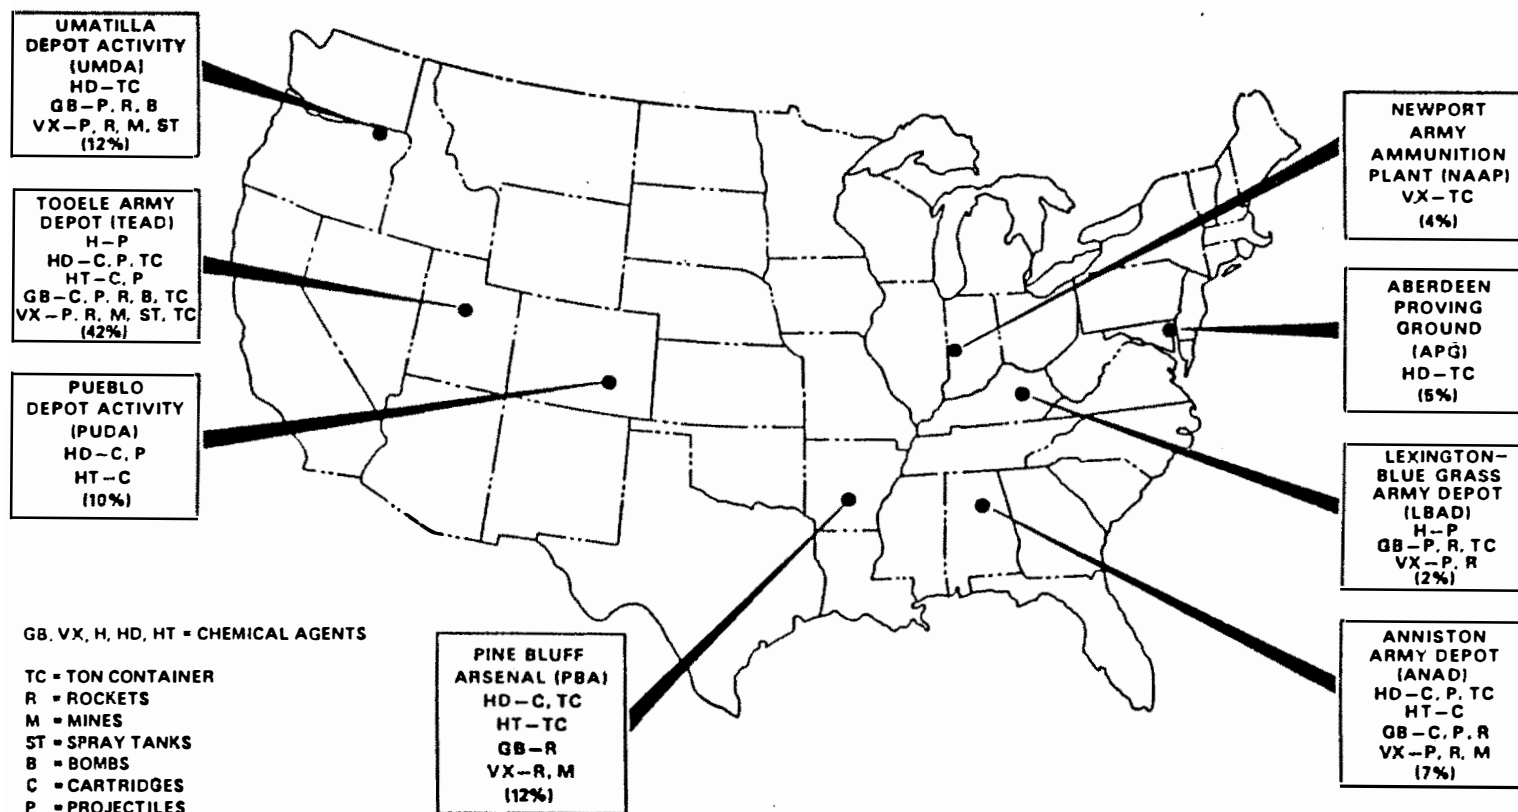 UMATILLA
DEPOT ACTIVITY
(UMDA)
HD-TC
GB-P, R, B
VX-P, R, M, ST
(12%)
TOOELE ARMY
DEPOT (TEAD)
H-P
HD-C, P, TC
HT-C, P
GB-C, P, R, B, TC
VX-P, R, M, ST, TC
(42%)
PUEBLO
DEPOT ACTIVITY
(PUDA)
HD-C, P
HT-C
(10%)
NEWPORT
ARMY
AMMUNITION
PLANT (NAAP)
VX-TC
(4%)
ABERDEEN
PROVING
GROUND
(APG)
HD-TC
(5%)
LEXINGTON-
BLUE GRASS
ARMY DEPOT
(LBAD)
H-P
GB-P, R, TC
VX-P, R
(2%)
ANNISTON
ARMY DEPOT
(ANAD)
HD-C, P, TC
HT-C
GB-C, P, R
VX-P, R, M
(7%)
PINE BLUFF
ARSENAL (PBA)
HD-C, TC
HT-TC
GB-R
VX-R, M
(12%)
GB, VX, H, HD, HT = CHEMICAL AGENTS
TC = TON CONTAINER
R = ROCKETS
M = MINES
ST = SPRAY TANKS
B = BOMBS
C = CARTRIDGES
P = PROJECTILES